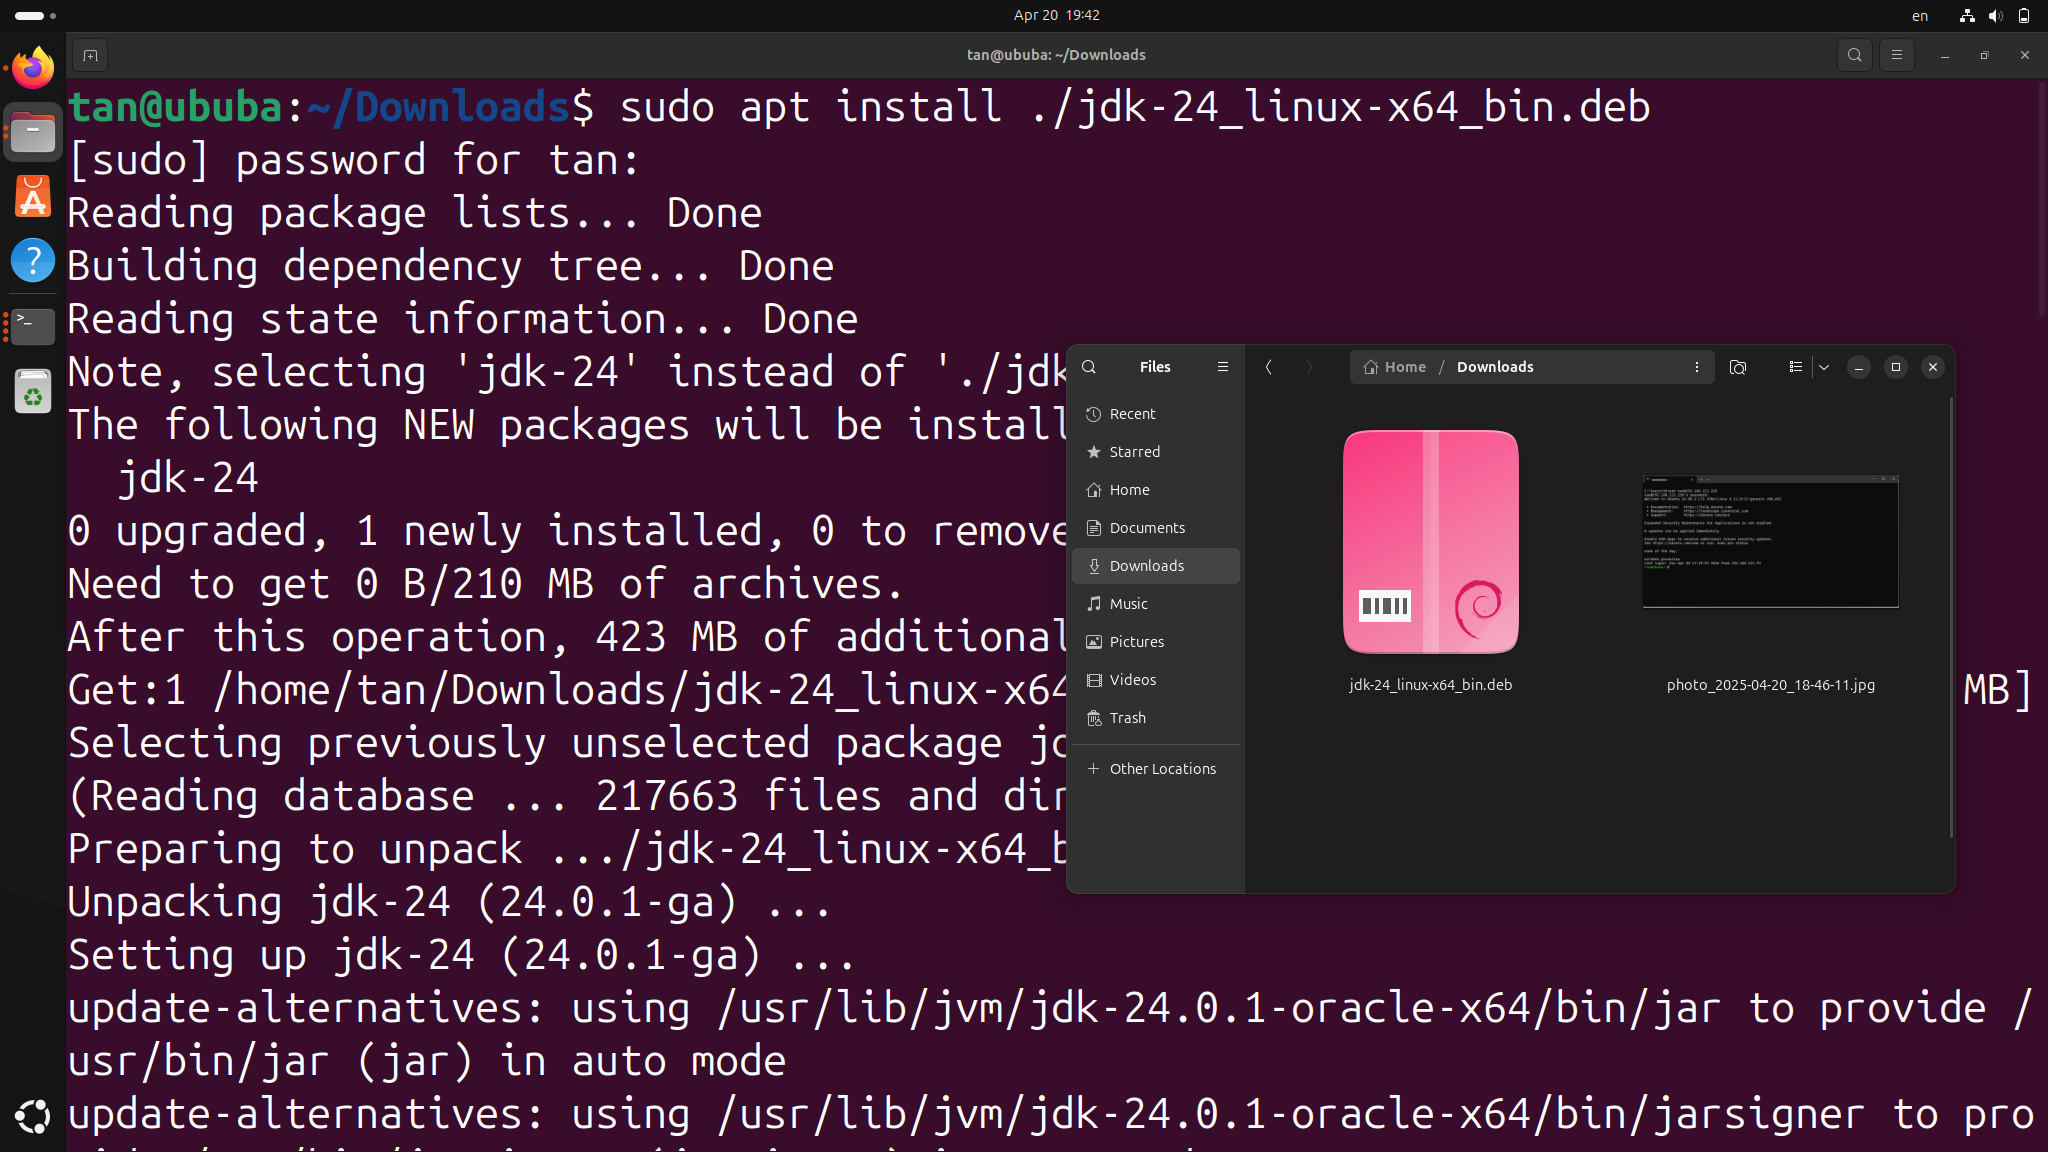 Apr 20 19:42
en
tan@ububa: ~/Downloads
tan@ububa:~/Downloads$ sudo apt install ./jdk-24_linux-x64_bin.deb
[sudo] password for tan:
Reading package lists... Done
Building dependency tree... Done
Reading state information... Done
Note, selecting 'jdk-24' instead of './jdk
The following NEW packages will be install
jdk-24
0 upgraded, 1 newly installed, 0 to remove
Need to get 0 B/210 MB of archives.
After this operation, 423 MB of additional
Get:1 /home/tan/Downloads/jdk-24_linux-x64 MB]
Selecting previously unselected package jd
(Reading database ... 217663 files and dir
Preparing to unpack .../jdk-24_linux-x64_b
Unpacking jdk-24 (24.0.1-ga) ...
Setting up jdk-24 (24.0.1-ga) ...
update-alternatives: using /usr/lib/jvm/jdk-24.0.1-oracle-x64/bin/jar to provide /
usr/bin/jar (jar) in auto mode
update-alternatives: using /usr/lib/jvm/jdk-24.0.1-oracle-x64/bin/jarsigner to pro
Files
Home / Downloads
Recent
Starred
Home
Documents
Downloads
Music
Pictures
Videos
Trash
Other Locations
jdk-24_linux-x64_bin.deb
photo_2025-04-20_18-46-11.jpg